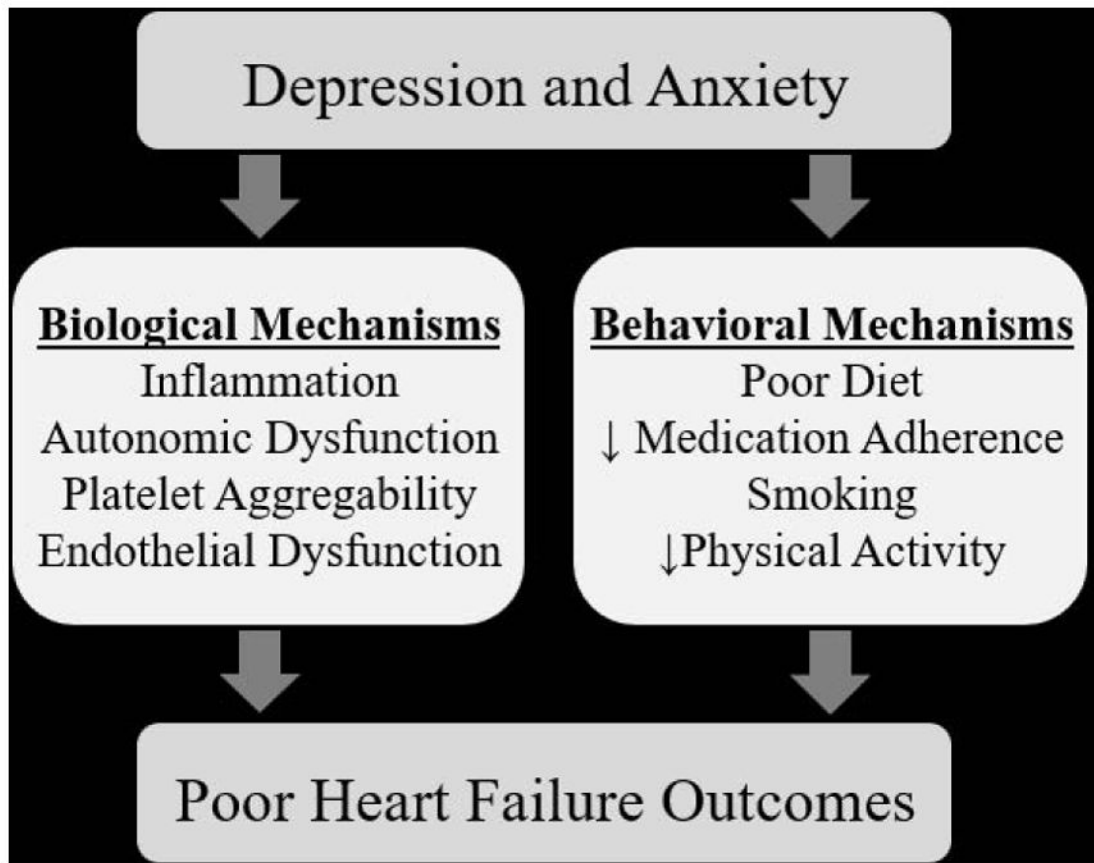 Depression and Anxiety
Biological Mechanisms
Inflammation
Autonomic Dysfunction
Platelet Aggregability
Endothelial Dysfunction
Behavioral Mechanisms
Poor Diet
↓ Medication Adherence
Smoking
↓Physical Activity
Poor Heart Failure Outcomes